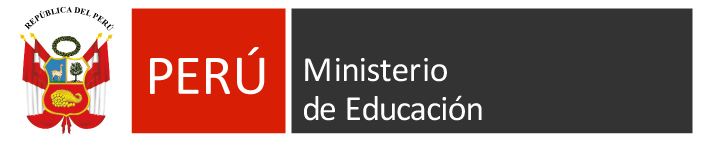 REPÚBLICA DEL PERÚ
PERÚ
Ministerio
de Educación